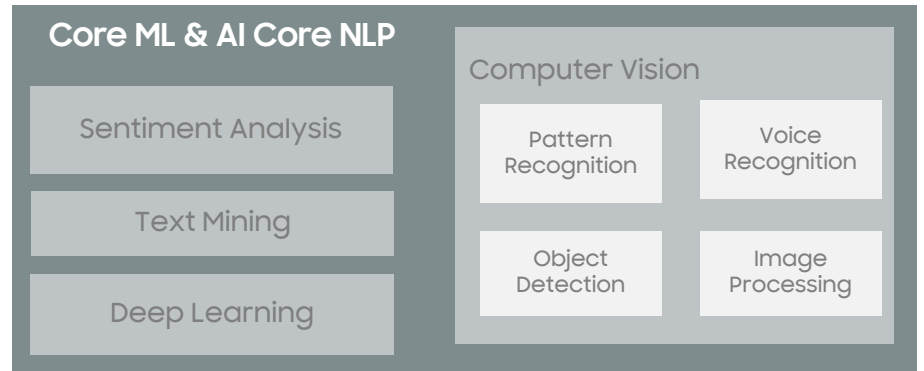 Core ML & AI Core NLP
Sentiment Analysis
Text Mining
Deep Learning
Computer Vision
Pattern
Recognition
Voice
Recognition
Object
Detection
Image
Processing